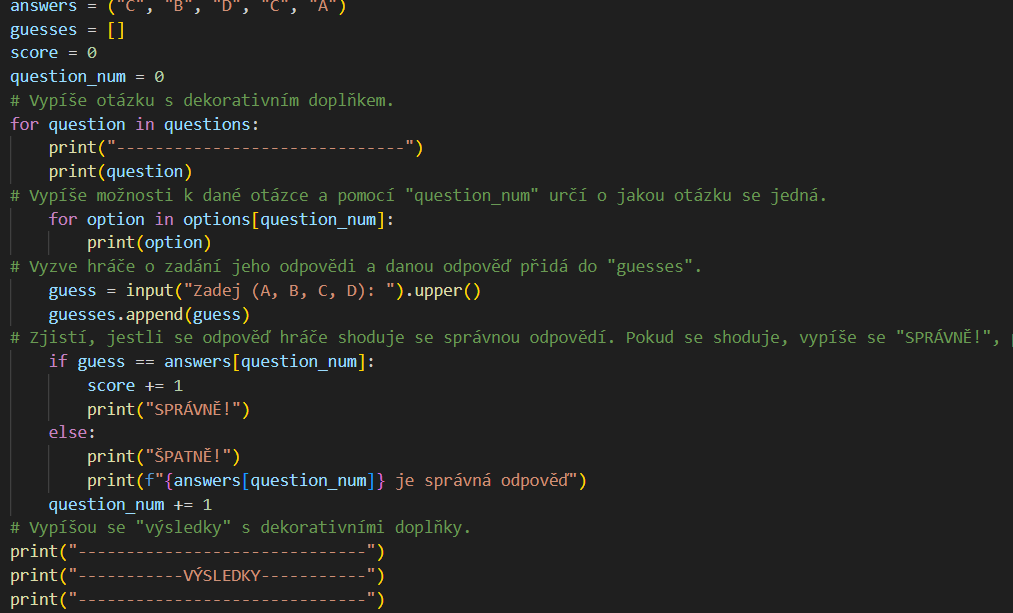 answers = ("C", "B", "D", "C", "A")
guesses = []
score = 0
question_num = 0
# Vypíše otázku s dekorativním doplňkem.
for question in questions:
    print("------------------------------")
    print(question)
# Vypíše možnosti k dané otázce a pomocí "question_num" určí o jakou otázku se jedná.
    for option in options[question_num]:
        print(option)
# Vyzve hráče o zadání jeho odpovědi a danou odpověď přidá do "guesses".
    guess = input("Zadej (A, B, C, D): ").upper()
    guesses.append(guess)
# Zjistí, jestli se odpověď hráče shoduje se správnou odpovědí. Pokud se shoduje, vypíše se "SPRÁVNĚ!",
    if guess == answers[question_num]:
        score += 1
        print("SPRÁVNĚ!")
    else:
        print("ŠPATNĚ!")
        print(f"{answers[question_num]} je správná odpověď")
    question_num += 1
# Vypíšou se "výsledky" s dekorativními doplňky.
print("------------------------------")
print("-----------VÝSLEDKY-----------")
print("------------------------------")